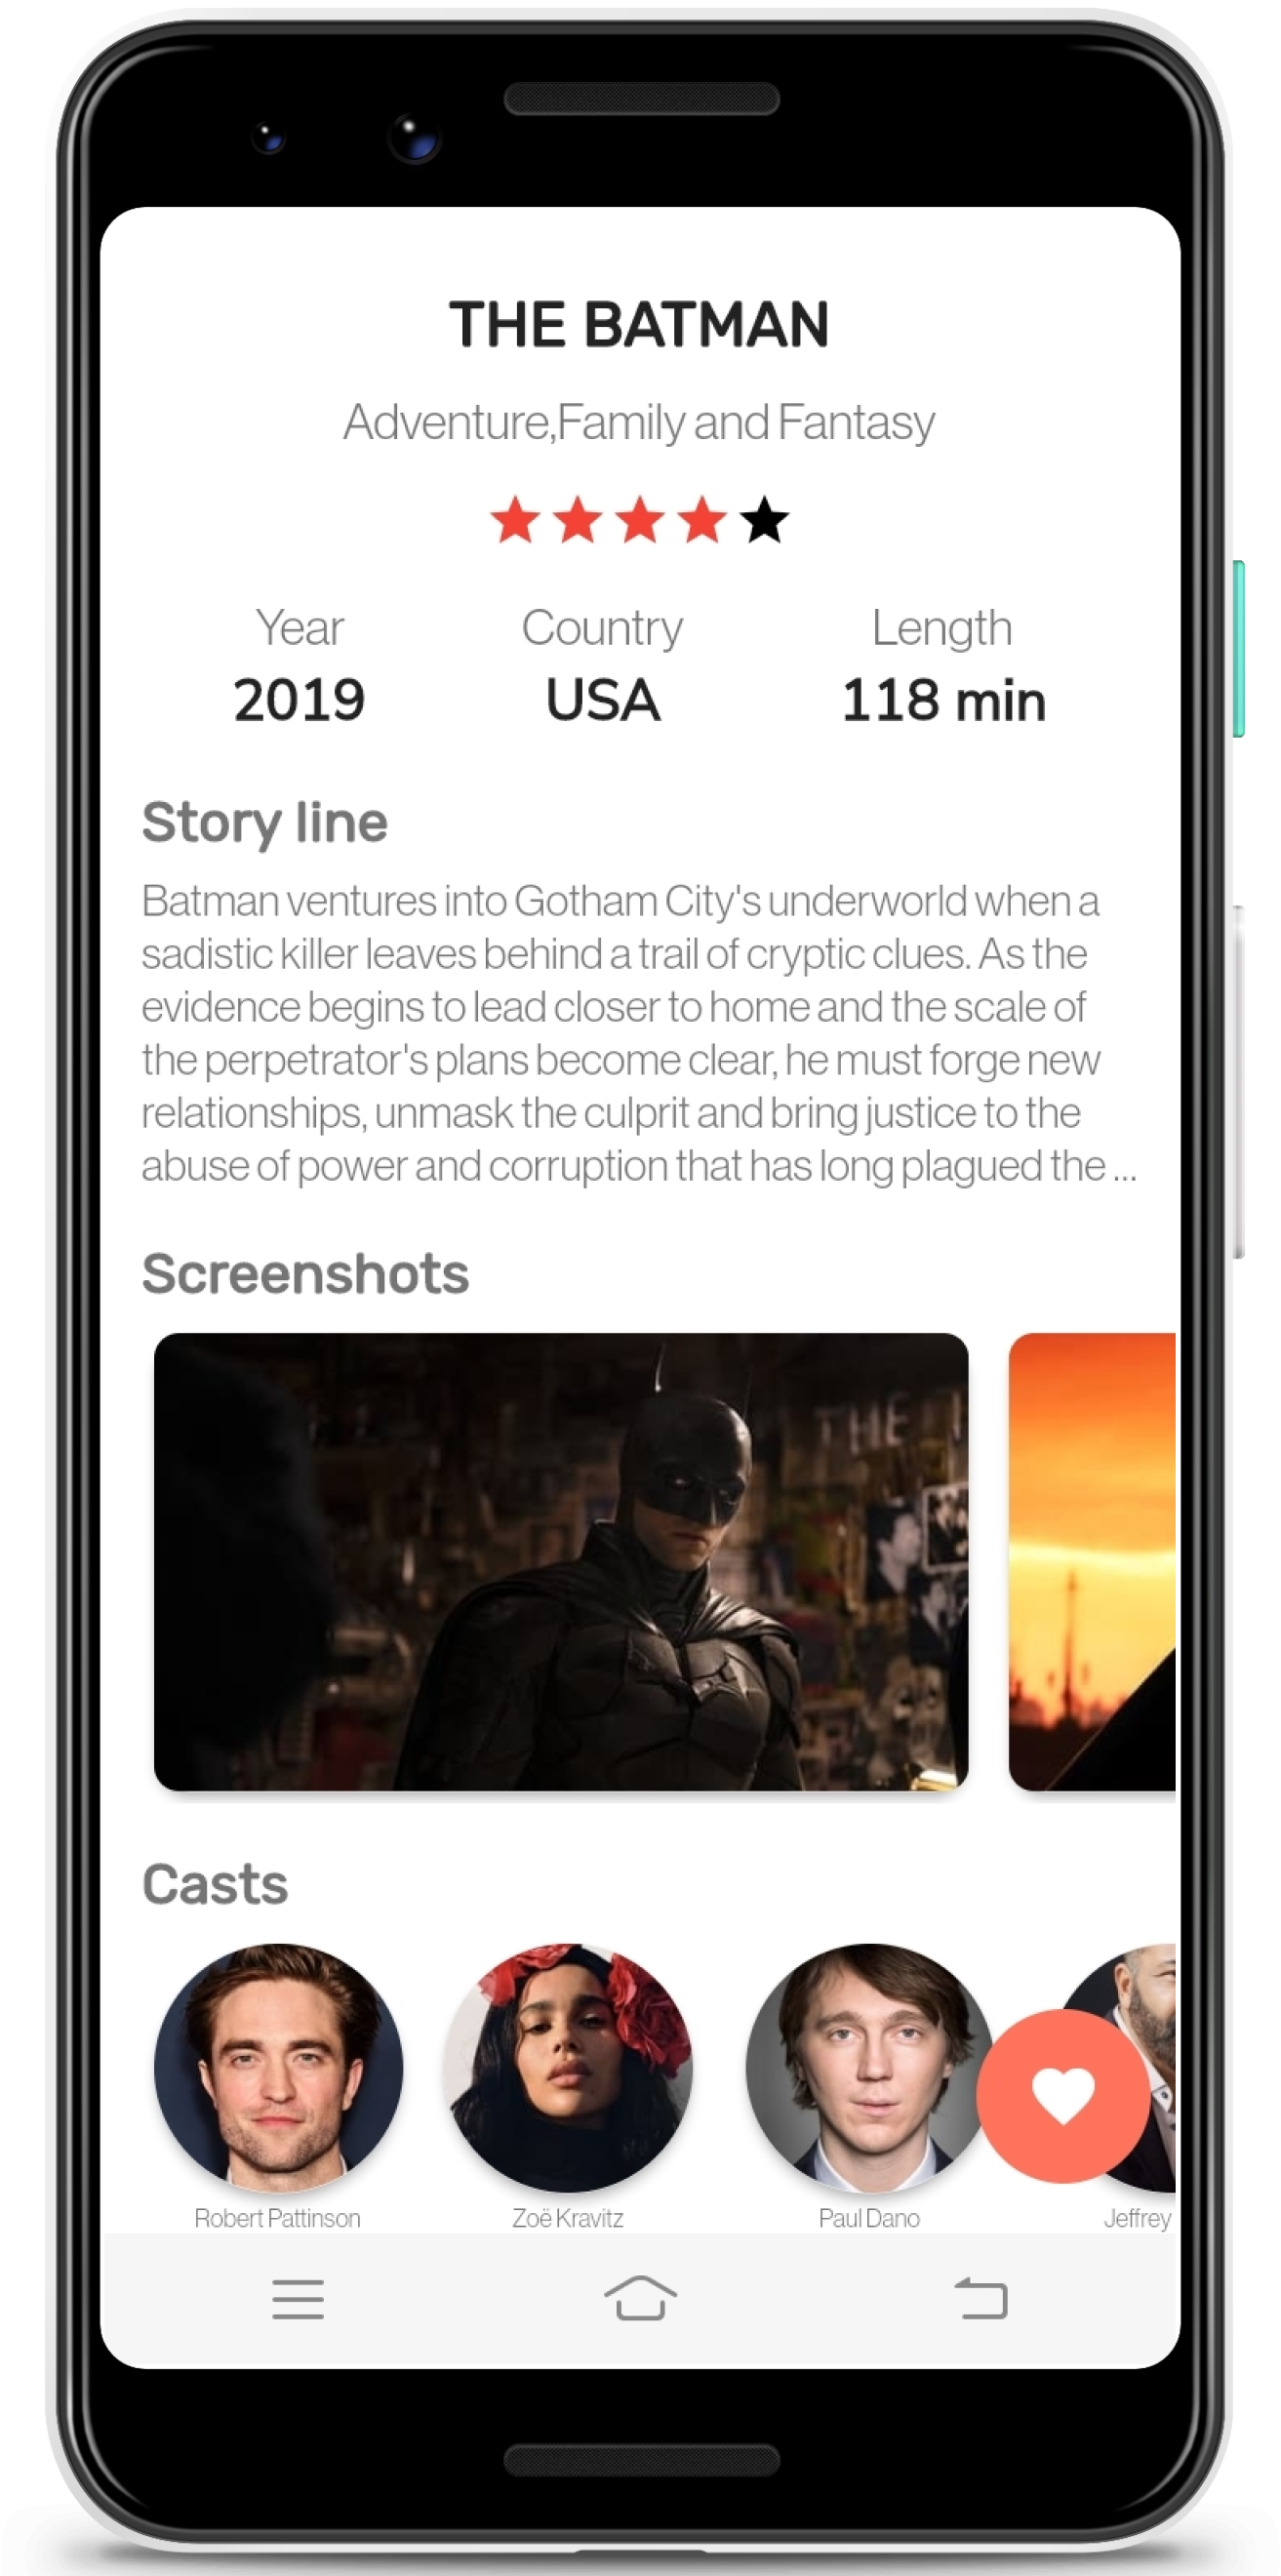 THE BATMAN
Adventure,Family and Fantasy
Year Country Length
2019 USA 118 min
Story line
Batman ventures into Gotham City's underworld when a
sadistic killer leaves behind a trail of cryptic clues. As the
evidence begins to lead closer to home and the scale of
the perpetrator's plans become clear, he must forge new
relationships, unmask the culprit and bring justice to the
abuse of power and corruption that has long plagued the ...
Screenshots
THE
Casts
Robert Pattinson Zoë Kravitz Paul Dano Jeffrey